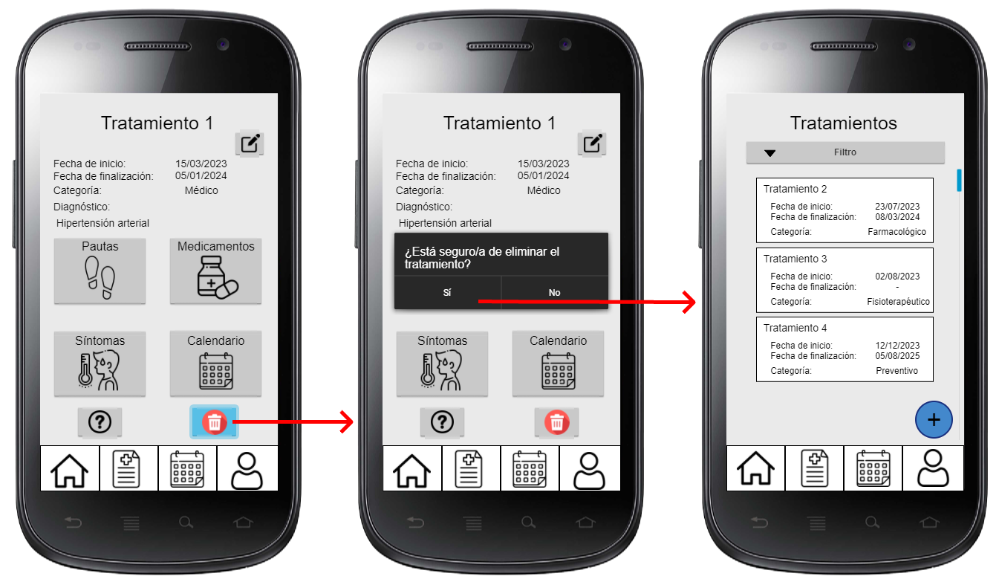 Tratamiento 1
Fecha de inicio: 15/03/2023
Fecha de finalización: 05/01/2024
Categoría: Médico
Diagnóstico:
Hipertensión arterial
Pautas Medicamentos
Síntomas Calendario
Tratamiento 1
Fecha de inicio: 15/03/2023
Fecha de finalización: 05/01/2024
Categoría: Médico
Diagnóstico:
Hipertensión arterial
¿Está seguro/a de eliminar el
tratamiento?
Sí No
Síntomas Calendario
Tratamientos
Filtro
Tratamiento 2
Fecha de inicio: 23/07/2023
Fecha de finalización: 08/03/2024
Categoría: Farmacológico
Tratamiento 3
Fecha de inicio: 02/08/2023
Fecha de finalización: -
Categoría: Fisioterapéutico
Tratamiento 4
Fecha de inicio: 12/12/2023
Fecha de finalización: 05/08/2025
Categoría: Preventivo